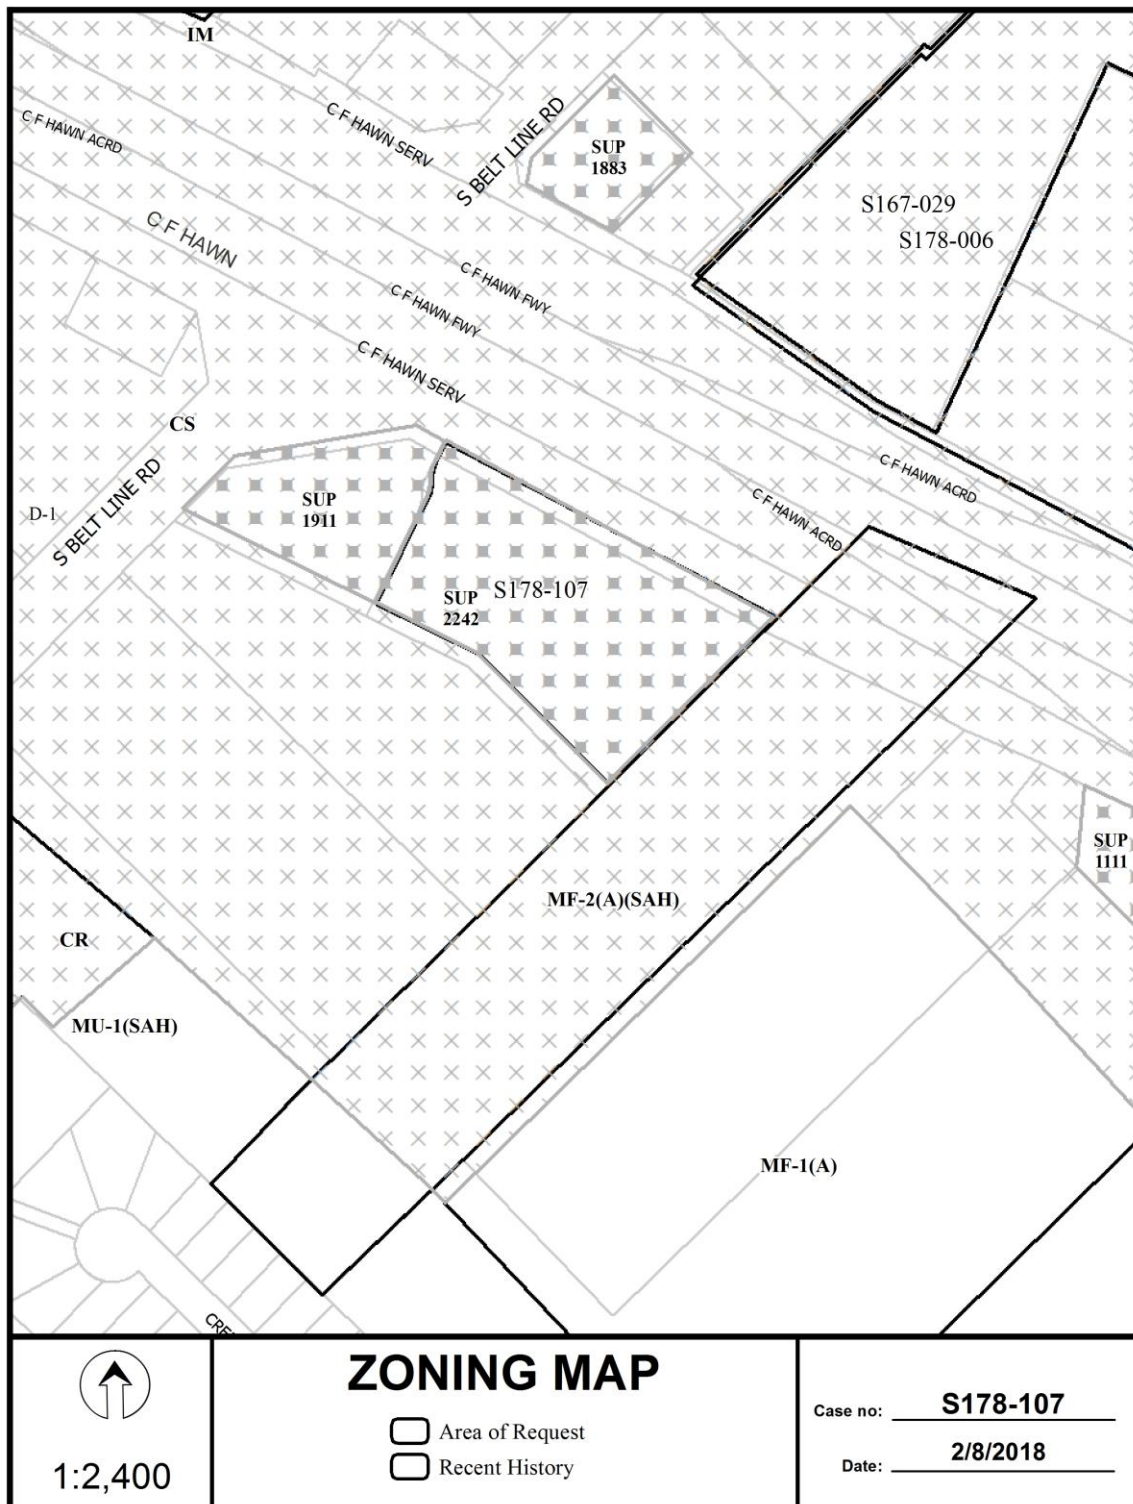 IM
C F HAWN ACRD
C F HAWN SERV
S BELT LINE RD
SUP
1883
S167-029
S178-006
C F HAWN
C F HAWN FWY
C F HAWN FWY
C F HAWN SERV
CS
C F HAWN ACRD
S BELT LINE RD
D-1
SUP
1911
C F HAWN ACRD
S178-107
SUP
2242
SUP
1111
MF-2(A)(SAH)
CR
MU-1(SAH)
MF-1(A)
ZONING MAP
Area of Request
Recent History
1:2,400
Case no: S178-107
Date: 2/8/2018